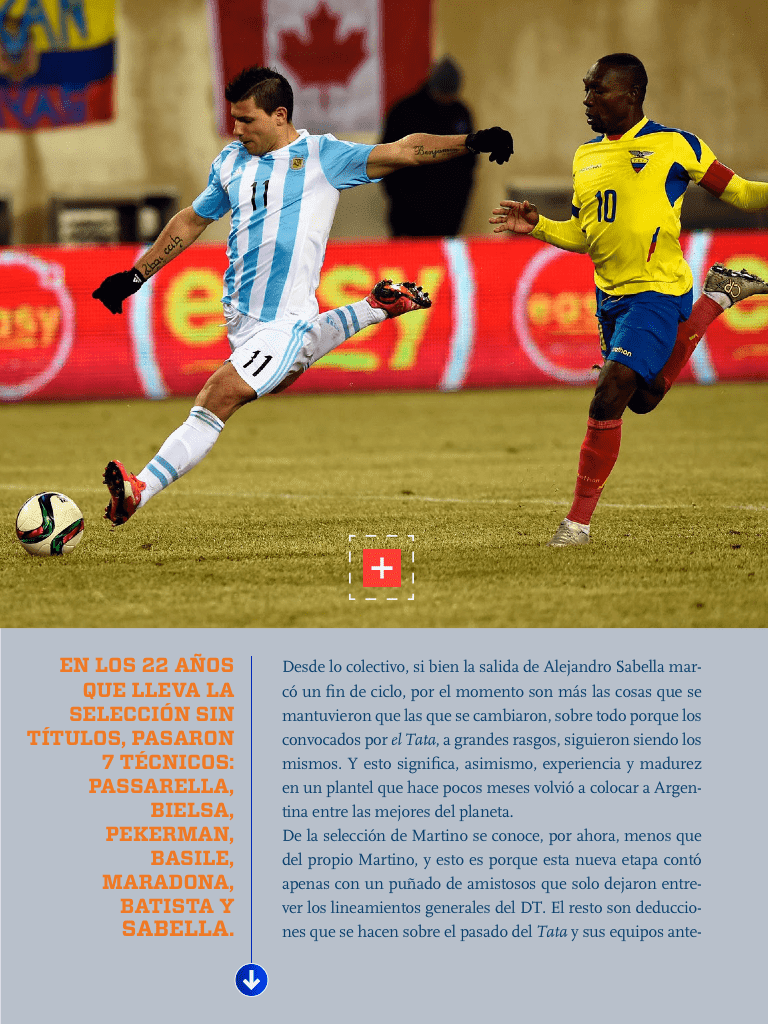 11
Benjamin
10
easy
easy
easy
11
EN LOS 22 AÑOS
QUE LLEVA LA
SELECCIÓN SIN
TÍTULOS, PASARON
7 TÉCNICOS:
PASSARELLA,
BIELSA,
PEKERMAN,
BASILE,
MARADONA,
BATISTA Y
SABELLA.
Desde lo colectivo, si bien la salida de Alejandro Sabella mar-
có un fin de ciclo, por el momento son más las cosas que se
mantuvieron que las que se cambiaron, sobre todo porque los
convocados por el Tata, a grandes rasgos, siguieron siendo los
mismos. Y esto significa, asimismo, experiencia y madurez
en un plantel que hace pocos meses volvió a colocar a Argen-
tina entre las mejores del planeta.
De la selección de Martino se conoce, por ahora, menos que
del propio Martino, y esto es porque esta nueva etapa contó
apenas con un puñado de amistosos que solo dejaron entre-
ver los lineamientos generales del DT. El resto son deduccio-
nes que se hacen sobre el pasado del Tata y sus equipos ante-